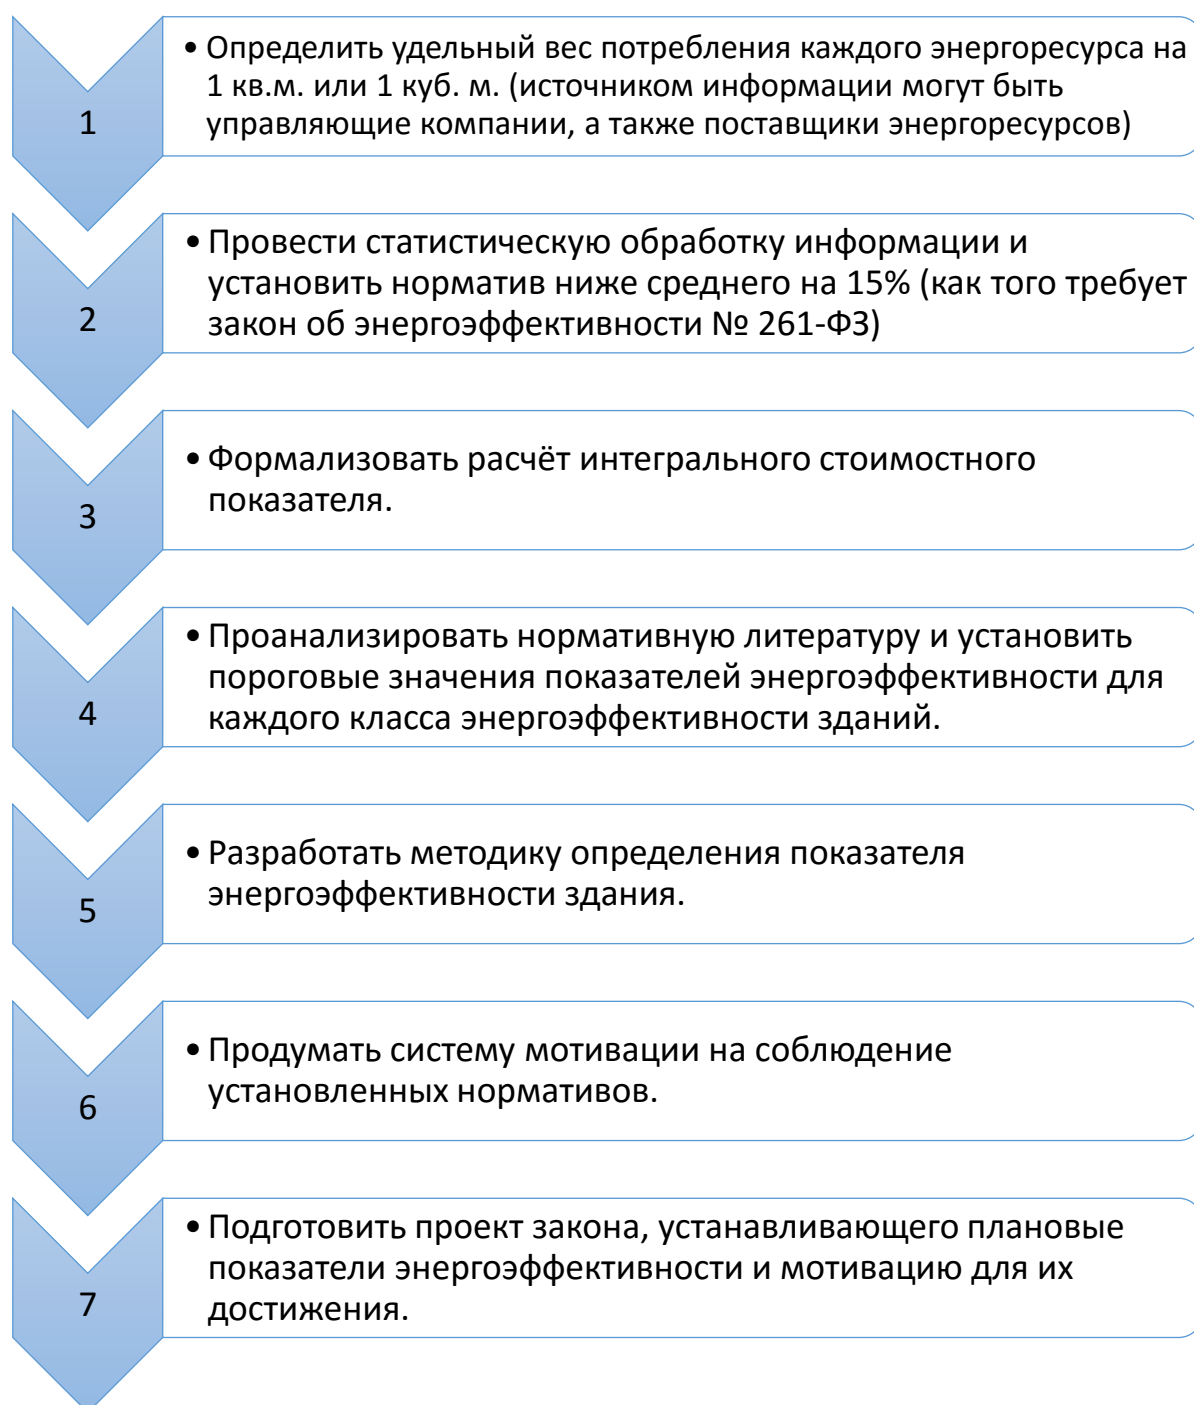 1
• Определить удельный вес потребления каждого энергоресурса на
1 кв.м. или 1 куб. м. (источником информации могут быть
управляющие компании, а также поставщики энергоресурсов)
2
• Провести статистическую обработку информации и
установить норматив ниже среднего на 15% (как того требует
закон об энергоэффективности № 261-ФЗ)
3
• Формализовать расчёт интегрального стоимостного
показателя.
4
• Проанализировать нормативную литературу и установить
пороговые значения показателей энергоэффективности для
каждого класса энергоэффективности зданий.
5
• Разработать методику определения показателя
энергоэффективности здания.
6
• Продумать систему мотивации на соблюдение
установленных нормативов.
7
• Подготовить проект закона, устанавливающего плановые
показатели энергоэффективности и мотивацию для их
достижения.